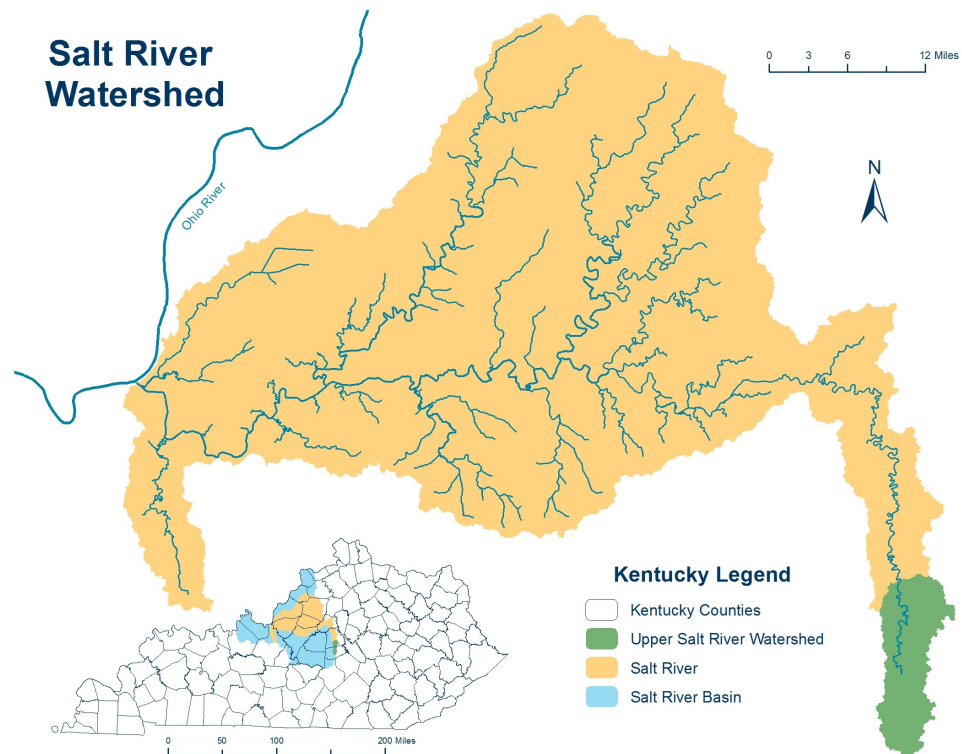 Salt River
Watershed
0 3 6 12 Miles
N
Ohio River
Kentucky Legend
Kentucky Counties
Upper Salt River Watershed
Salt River
Salt River Basin
0 50 100 200 Miles